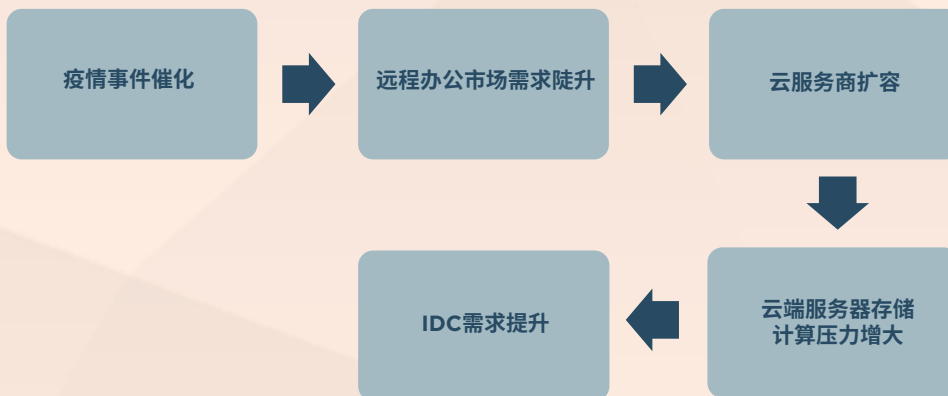 疫情事件催化
远程办公市场需求陡升
云服务商扩容
云端服务器存储
计算压力增大
IDC需求提升